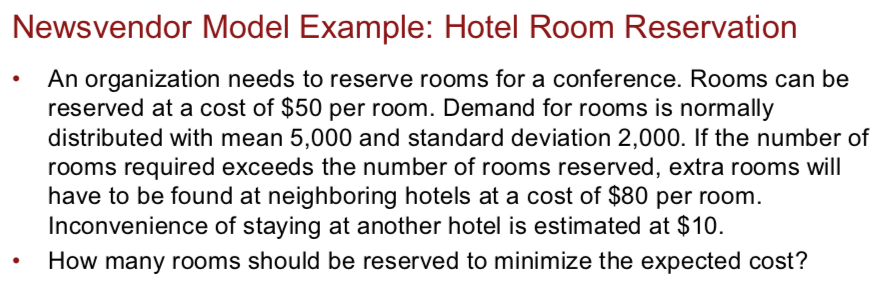 Newsvendor Model Example: Hotel Room Reservation
• An organization needs to reserve rooms for a conference. Rooms can be
reserved at a cost of $50 per room. Demand for rooms is normally
distributed with mean 5,000 and standard deviation 2,000. If the number of
rooms required exceeds the number of rooms reserved, extra rooms will
have to be found at neighboring hotels at a cost of $80 per room.
Inconvenience of staying at another hotel is estimated at $10.
• How many rooms should be reserved to minimize the expected cost?